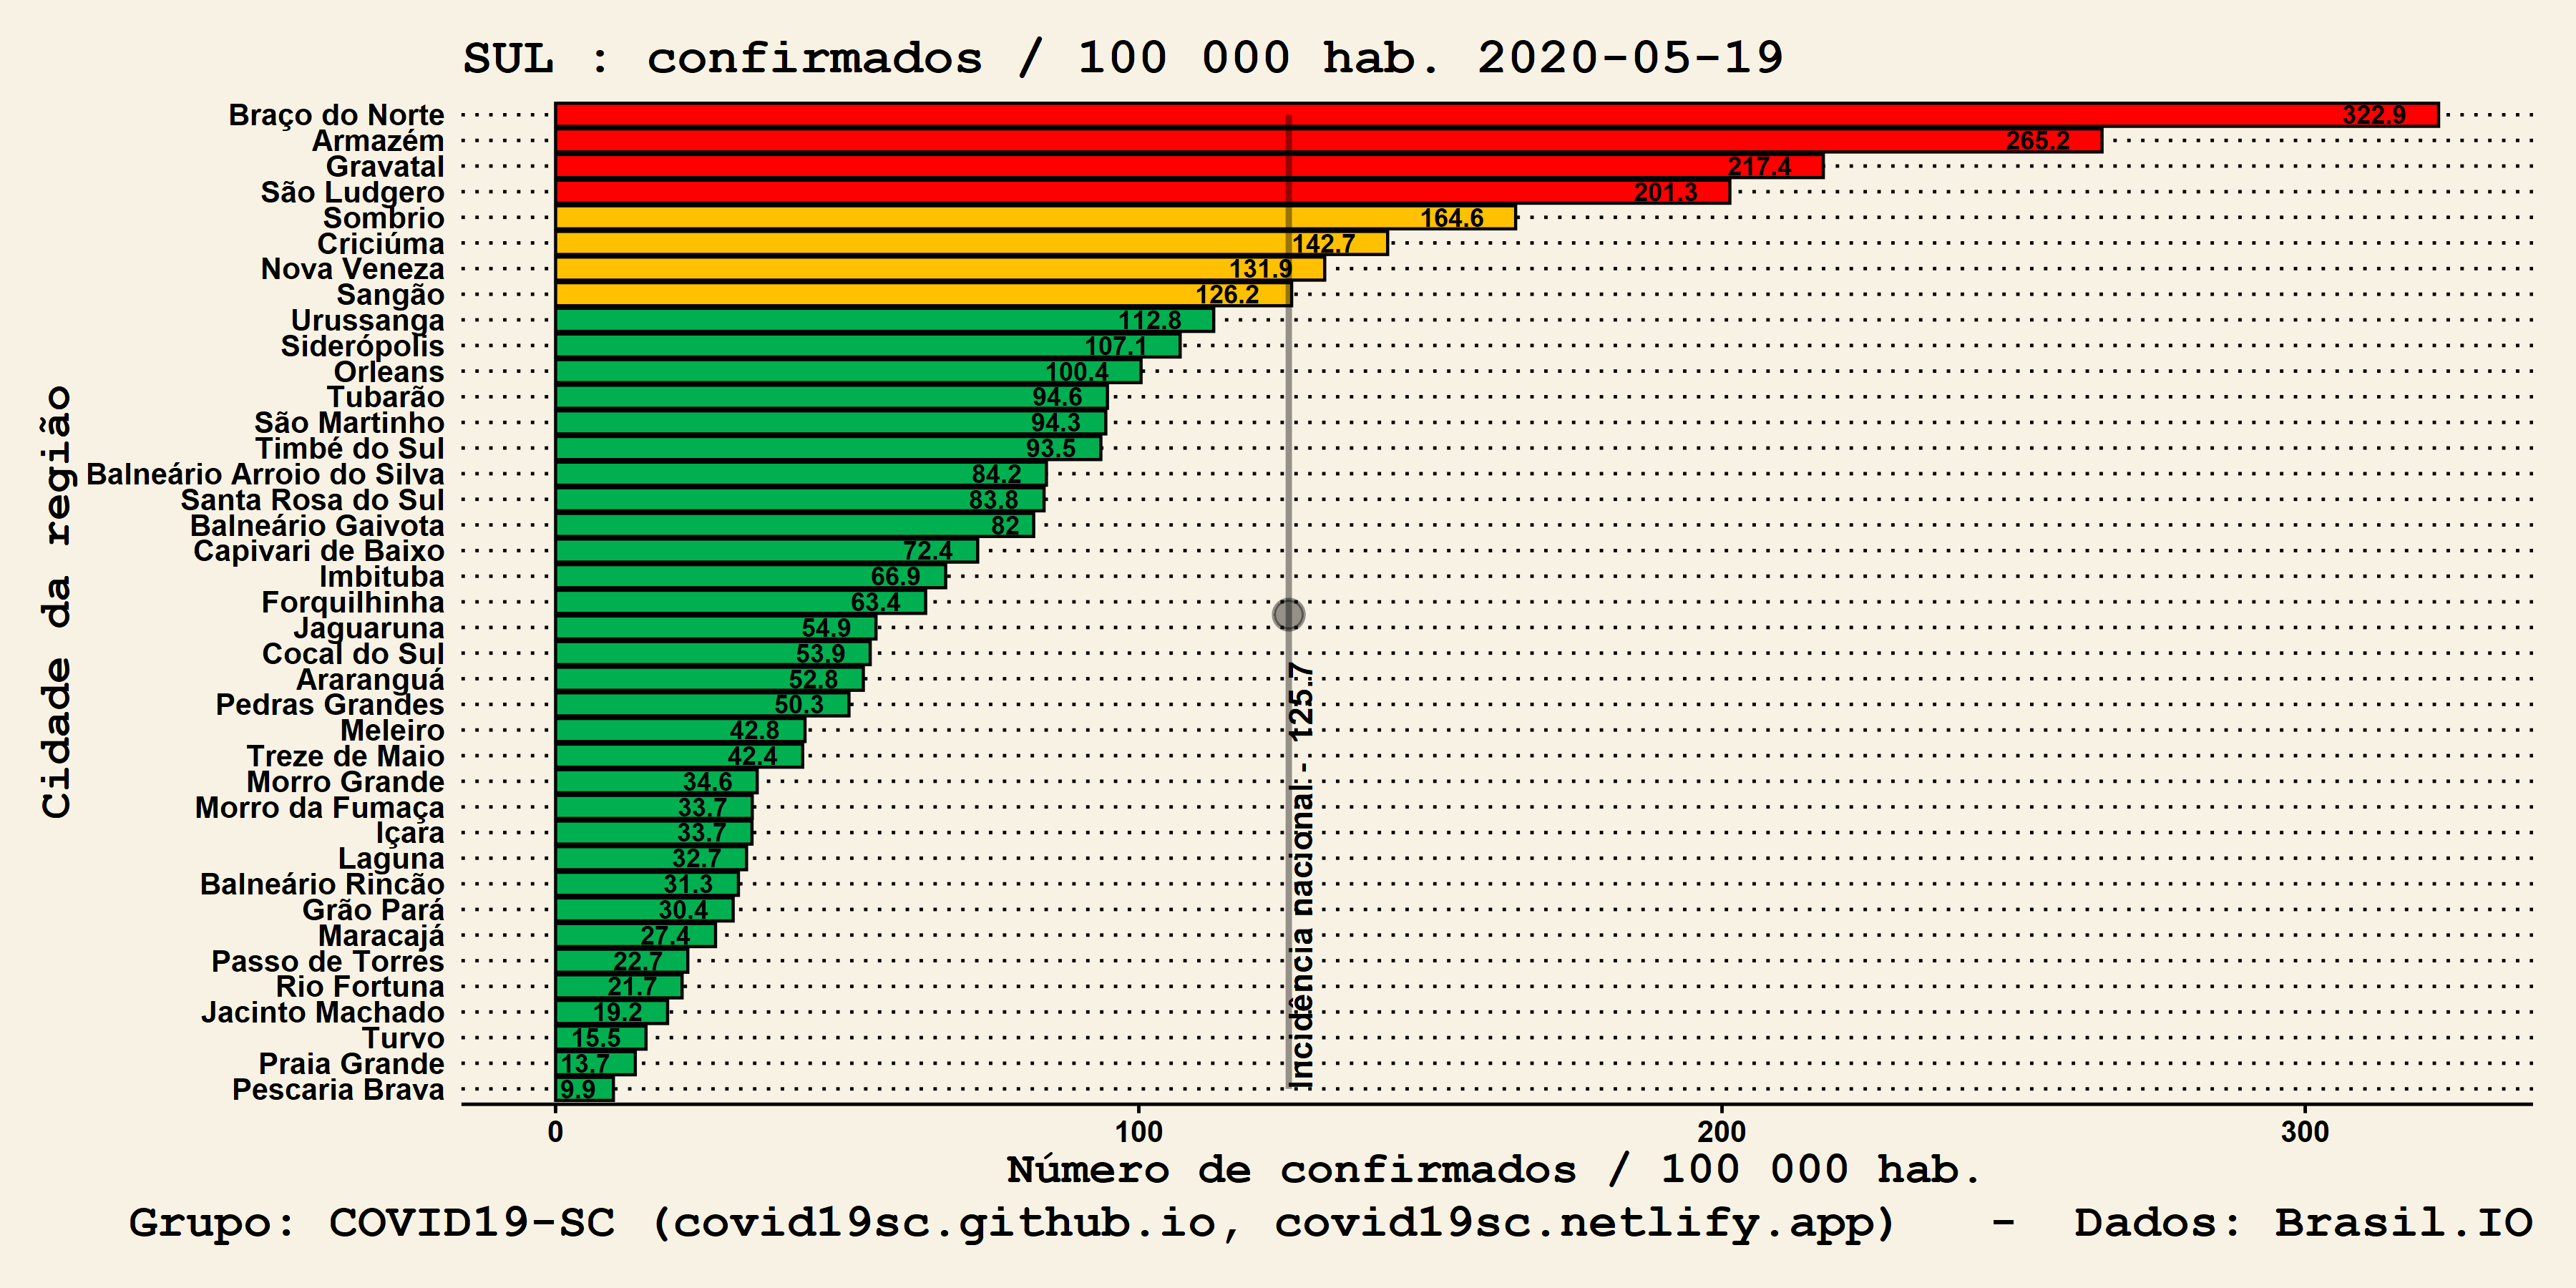 SUL : confirmados / 100 000 hab. 2020-05-19
Cidade da região
Braço do Norte 322.9
Armazém 265.2
Gravatal 217.4
São Ludgero 201.3
Sombrio 164.6
Criciúma 142.7
Nova Veneza 131.9
Sangão 126.2
Urussanga 112.8
Siderópolis 107.1
Orleans 100.4
Tubarão 94.6
São Martinho 94.3
Timbé do Sul 93.5
Balneário Arroio do Silva 84.2
Santa Rosa do Sul 83.8
Balneário Gaivota 82
Capivari de Baixo 72.4
Imbituba 66.9
Forquilhinha 63.4
Jaguaruna 54.9
Cocal do Sul 53.9
Araranguá 52.8
Pedras Grandes 50.3
Meleiro 42.8
Treze de Maio 42.4
Morro Grande 34.6
Morro da Fumaça 33.7
Içara 33.7
Laguna 32.7
Balneário Rincão 31.3
Grão Pará 30.4
Maracajá 27.4
Passo de Torres 22.7
Rio Fortuna 21.7
Jacinto Machado 19.2
Turvo 15.5
Praia Grande 13.7
Pescaria Brava 9.9
Incidência nacional - 125.7
0 100 200 300
Número de confirmados / 100 000 hab.
Grupo: COVID19-SC (covid19sc.github.io, covid19sc.netlify.app) - Dados: Brasil.IO